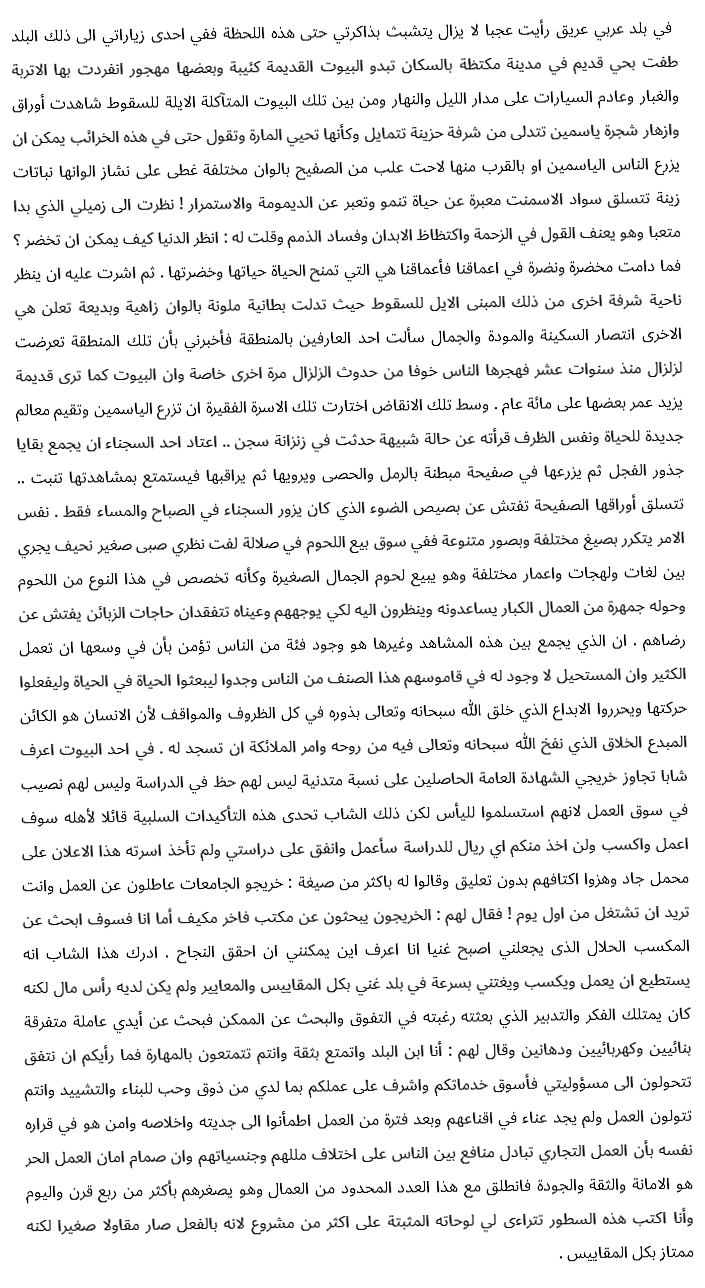 في بلد عربي عريق رأيت عجبا لا يزال يتشبث بذاكرتي حتى هذه اللحظة ففي احدى زياراتي الى ذلك البلد
طفت بحي قديم في مدينة مكتظة بالسكان تبدو البيوت القديمة كئيبة وبعضها مهجور انفردت بها الاتربة
والغبار وعادم السيارات على مدار الليل والنهار ومن بين تلك البيوت المتآكلة الايلة للسقوط شاهدت أوراق
وازهار شجرة ياسمين تتدلى من شرفة حزينة تتمايل وكأنها تحيي المارة وتقول حتى في هذه الخرائب يمكن ان
يزرع الناس الياسمين او بالقرب منها لاحت علب من الصفيح بالوان مختلفة غطى على نشاز الوانها نباتات
زينة تتسلق سواد الاسمنت معبرة عن حياة تنمو وتعبر عن الديمومة والاستمرار ! نظرت الى زميلي الذي بدا
متعبا وهو يعنف القول في الزحمة واكتظاظ الابدان وفساد الذمم وقلت له : انظر الدنيا كيف يمكن ان تخضر ؟
فما دامت مخضرة ونضرة في اعماقنا فأعماقنا هي التي تمنح الحياة حياتها وخضرتها . ثم اشرت عليه ان ينظر
ناحية شرفة اخرى من ذلك المبنى الايل للسقوط حيث تدلت بطانية ملونة بالوان زاهية وبديعة تعلن هي
الاخرى انتصار السكينة والمودة والجمال سألت احد العارفين بالمنطقة فأخبرني بأن تلك المنطقة تعرضت
لزلزال منذ سنوات عشر فهجرها الناس خوفا من حدوث الزلزال مرة اخرى خاصة وان البيوت كما ترى قديمة
يزيد عمر بعضها على مائة عام . وسط تلك الانقاض اختارت تلك الاسرة الفقيرة ان تزرع الياسمين وتقيم معالم
جديدة للحياة ونفس الظرف قرأته عن حالة شبيهة حدثت في زنزانة سجن .. اعتاد احد السجناء ان يجمع بقايا
جذور الفجل ثم يزرعها في صفيحة مبطنة بالرمل والحصى ويرويها ثم يراقبها فيستمتع بمشاهدتها تنبت ..
تتسلق أوراقها الصفيحة تفتش عن بصيص الضوء الذي كان يزور السجناء في الصباح والمساء فقط . نفس
الامر يتكرر بصيغ مختلفة وبصور متنوعة ففي سوق بيع اللحوم في صلالة لفت نظري صبى صغير نحيف يجري
بين لغات ولهجات واعمار مختلفة وهو يبيع لحوم الجمال الصغيرة وكأنه تخصص في هذا النوع من اللحوم
وحوله جمهرة من العمال الكبار يساعدونه وينظرون اليه لكي يوجههم وعيناه تتفقدان حاجات الزبائن يفتش عن
رضاهم . ان الذي يجمع بين هذه المشاهد وغيرها هو وجود فئة من الناس تؤمن بأن في وسعها ان تعمل
الكثير وان المستحيل لا وجود له في قاموسهم هذا الصنف من الناس وجدوا ليبعثوا الحياة في الحياة وليفعلوا
حركتها ويحرروا الابداع الذي خلق الله سبحانه وتعالى بذوره في كل الظروف والمواقف لأن الانسان هو الكائن
المبدع الخلاق الذي نفخ الله سبحانه وتعالى فيه من روحه وامر الملائكة ان تسجد له . في احد البيوت اعرف
شابا تجاوز خريجي الشهادة العامة الحاصلين على نسبة متدنية ليس لهم حظ في الدراسة وليس لهم نصيب
في سوق العمل لانهم استسلموا لليأس لكن ذلك الشاب تحدى هذه التأكيدات السلبية قائلا لأهله سوف
اعمل واكسب ولن اخذ منكم اي ريال للدراسة سأعمل وانفق على دراستي ولم تأخذ اسرته هذا الاعلان على
محمل جاد وهزوا اكتافهم بدون تعليق وقالوا له باكثر من صيغة : خريجو الجامعات عاطلون عن العمل وانت
تريد ان تشتغل من اول يوم ! فقال لهم : الخريجون يبحثون عن مكتب فاخر مكيف أما انا فسوف ابحث عن
المكسب الحلال الذى يجعلني اصبح غنيا انا اعرف اين يمكنني ان احقق النجاح . ادرك هذا الشاب انه
يستطيع ان يعمل ويكسب ويغتني بسرعة في بلد غني بكل المقاييس والمعايير ولم يكن لديه رأس مال لكنه
كان يمتلك الفكر والتدبير الذي بعثته رغبته في التفوق والبحث عن الممكن فبحث عن أيدي عاملة متفرقة
بنائيين وكهربائيين ودهانين وقال لهم : أنا ابن البلد واتمتع بثقة وانتم تتمتعون بالمهارة فما رأيكم ان نتفق
تتحولون الى مسؤوليتي فأسوق خدماتكم واشرف على عملكم بما لدي من ذوق وحب للبناء والتشييد وانتم
تتولون العمل ولم يجد عناء في اقناعهم وبعد فترة من العمل اطمأنوا الى جديته واخلاصه وامن هو في قراره
نفسه بأن العمل التجاري تبادل منافع بين الناس على اختلاف مللهم وجنسياتهم وان صمام امان العمل الحر
هو الامانة والثقة والجودة فانطلق مع هذا العدد المحدود من العمال وهو يصغرهم بأكثر من ربع قرن واليوم
وأنا اكتب هذه السطور تتراءى لي لوحاته المثبتة على اكثر من مشروع لانه بالفعل صار مقاولا صغيرا لكنه
ممتاز بكل المقاييس .